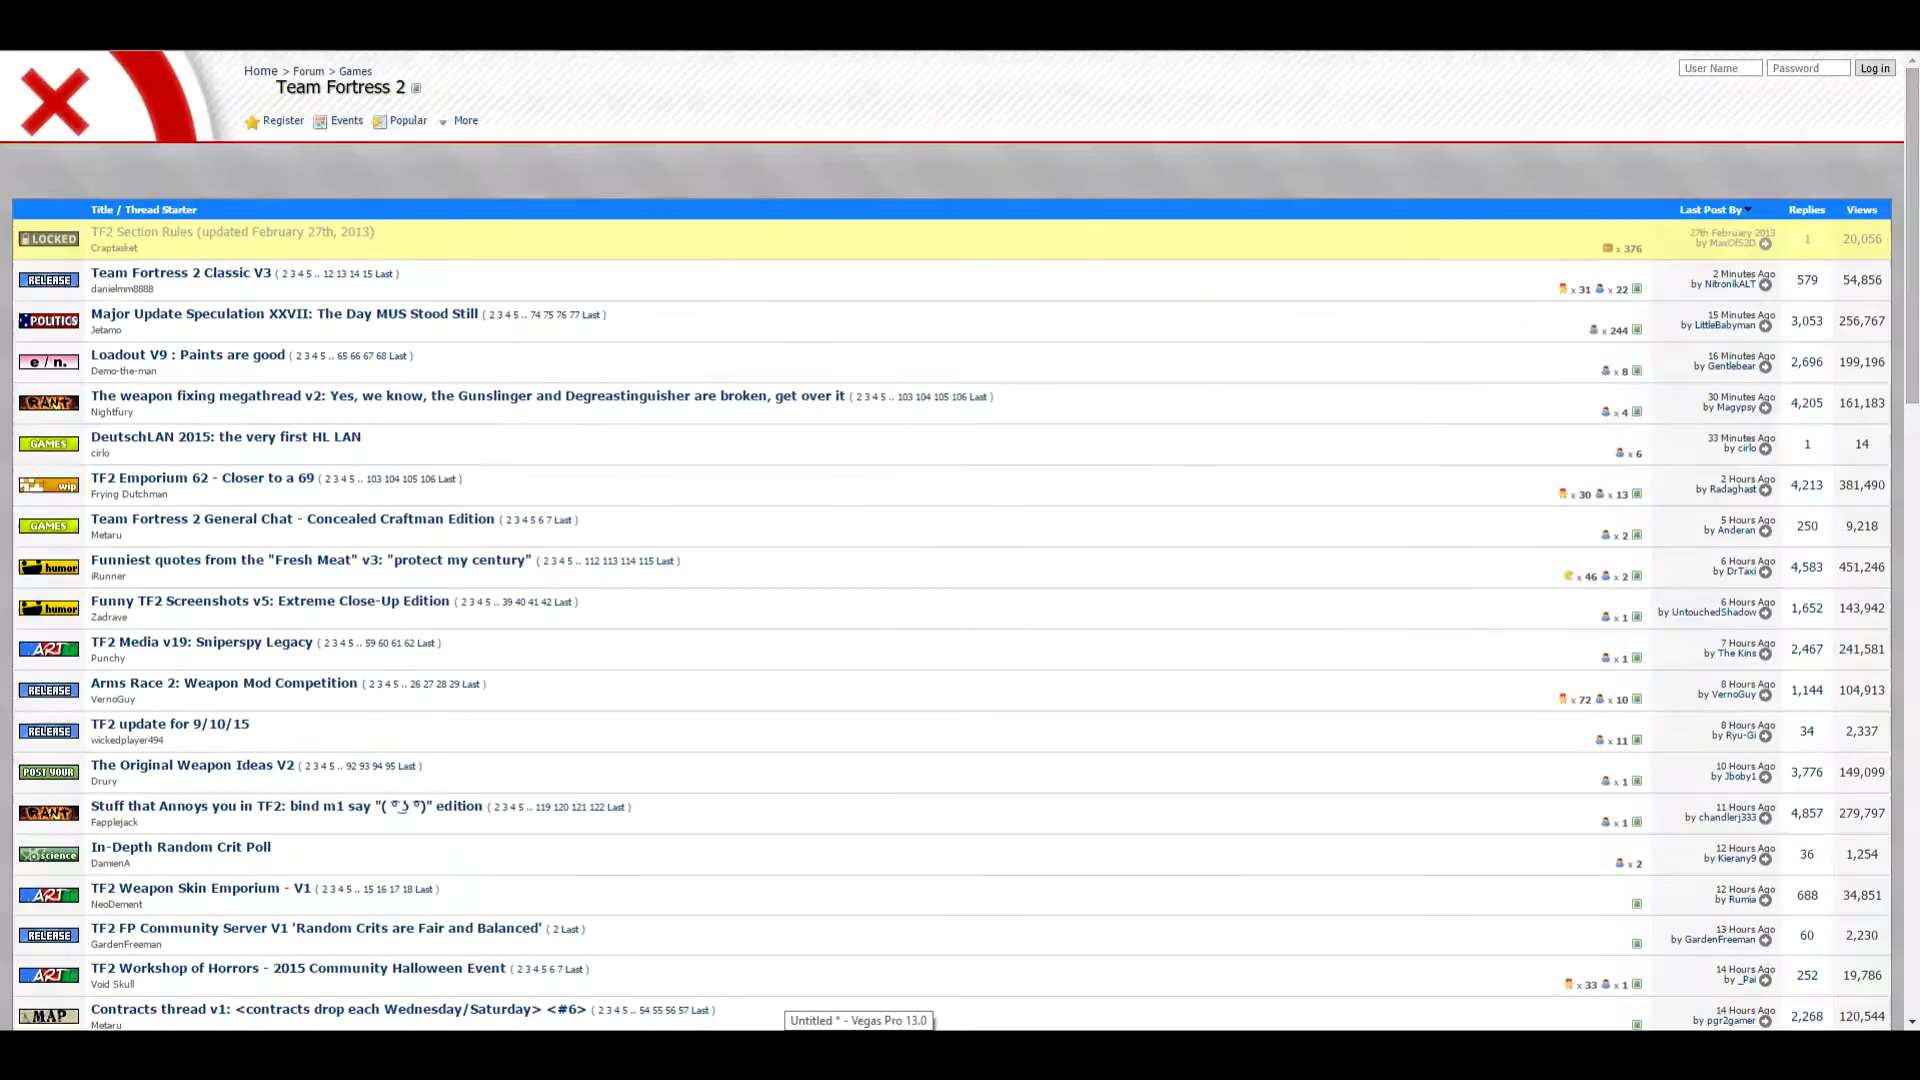 Home > Forum > Games
Team Fortress 2
Register Events Popular More
User Name Password Log in
Title / Thread Starter Last Post By Replies Views
LOCKED TF2 Section Rules (updated February 27th, 2013)
Craptasket
x 376 27th February 2013 by MaxOfS2D 1 20,056
RELEASE Team Fortress 2 Classic V3 ( 2 3 4 5 .. 12 13 14 15 Last )
danielmm8888
x 31 x 22 2 Minutes Ago by NitronikALT 579 54,856
POLITICS Major Update Speculation XXVII: The Day MUS Stood Still ( 2 3 4 5 .. 74 75 76 77 Last )
Jetamo
x 244 15 Minutes Ago by LittleBabyman 3,053 256,767
e / n. Loadout V9 : Paints are good ( 2 3 4 5 .. 65 66 67 68 Last )
Demo-the-man
x 8 16 Minutes Ago by Gentlebear 2,696 199,196
RANT The weapon fixing megathread v2: Yes, we know, the Gunslinger and Degreastinguisher are broken, get over it ( 2 3 4 5 .. 103 104 105 106 Last )
Nightfury
x 4 30 Minutes Ago by Magypsy 4,205 161,183
GAMES DeutschLAN 2015: the very first HL LAN
cirlo
x 6 33 Minutes Ago by cirlo 1 14
wip TF2 Emporium 62 - Closer to a 69 ( 2 3 4 5 .. 103 104 105 106 Last )
Frying Dutchman
x 30 x 13 2 Hours Ago by Radaghast 4,213 381,490
GAMES Team Fortress 2 General Chat - Concealed Craftman Edition ( 2 3 4 5 6 7 Last )
Metaru
x 2 5 Hours Ago by Anderan 250 9,218
humor Funniest quotes from the "Fresh Meat" v3: "protect my century" ( 2 3 4 5 .. 112 113 114 115 Last )
iRunner
x 46 x 2 6 Hours Ago by DrTaxi 4,583 451,246
humor Funny TF2 Screenshots v5: Extreme Close-Up Edition ( 2 3 4 5 .. 39 40 41 42 Last )
Zadrave
x 1 6 Hours Ago by UntouchedShadow 1,652 143,942
ART TF2 Media v19: Sniperspy Legacy ( 2 3 4 5 .. 59 60 61 62 Last )
Punchy
x 1 7 Hours Ago by The Kins 2,467 241,581
RELEASE Arms Race 2: Weapon Mod Competition ( 2 3 4 5 .. 26 27 28 29 Last )
VernoGuy
x 72 x 10 8 Hours Ago by VernoGuy 1,144 104,913
RELEASE TF2 update for 9/10/15
wickedplayer494
x 11 8 Hours Ago by Ryu-Gi 34 2,337
POST YOUR The Original Weapon Ideas V2 ( 2 3 4 5 .. 92 93 94 95 Last )
Drury
x 1 10 Hours Ago by Jboby1 3,776 149,099
RANT Stuff that Annoys you in TF2: bind m1 say "( ͡° ͜ʖ ͡°)" edition ( 2 3 4 5 .. 119 120 121 122 Last )
Fapplejack
x 1 11 Hours Ago by chandlerj333 4,857 279,797
science In-Depth Random Crit Poll
DamienA
x 2 12 Hours Ago by Kierany9 36 1,254
ART TF2 Weapon Skin Emporium - V1 ( 2 3 4 5 .. 15 16 17 18 Last )
NeoDement
12 Hours Ago by Rumia 688 34,851
RELEASE TF2 FP Community Server V1 'Random Crits are Fair and Balanced' ( 2 Last )
GardenFreeman
13 Hours Ago by GardenFreeman 60 2,230
ART TF2 Workshop of Horrors - 2015 Community Halloween Event ( 2 3 4 5 6 7 Last )
Void Skull
x 33 x 1 14 Hours Ago by _Pai 252 19,786
MAP Contracts thread v1: <contracts drop each Wednesday/Saturday> <#6> ( 2 3 4 5 .. 54 55 56 57 Last )
Metaru
14 Hours Ago by pgr2gamer 2,268 120,544
Untitled * - Vegas Pro 13.0